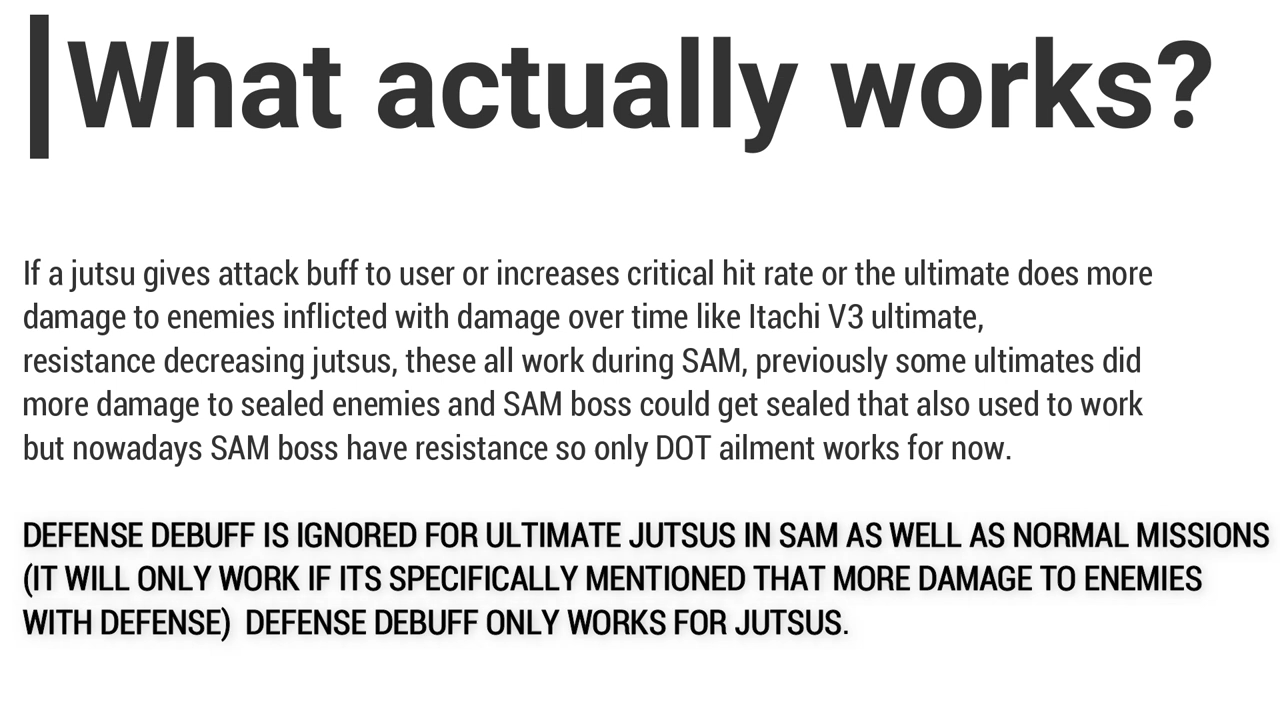 What actually works?
If a jutsu gives attack buff to user or increases critical hit rate or the ultimate does more
damage to enemies inflicted with damage over time like Itachi V3 ultimate,
resistance decreasing jutsus, these all work during SAM, previously some ultimates did
more damage to sealed enemies and SAM boss could get sealed that also used to work
but nowadays SAM boss have resistance so only DOT ailment works for now.
DEFENSE DEBUFF IS IGNORED FOR ULTIMATE JUTSUS IN SAM AS WELL AS NORMAL MISSIONS
(IT WILL ONLY WORK IF ITS SPECIFICALLY MENTIONED THAT MORE DAMAGE TO ENEMIES
WITH DEFENSE)  DEFENSE DEBUFF ONLY WORKS FOR JUTSUS.